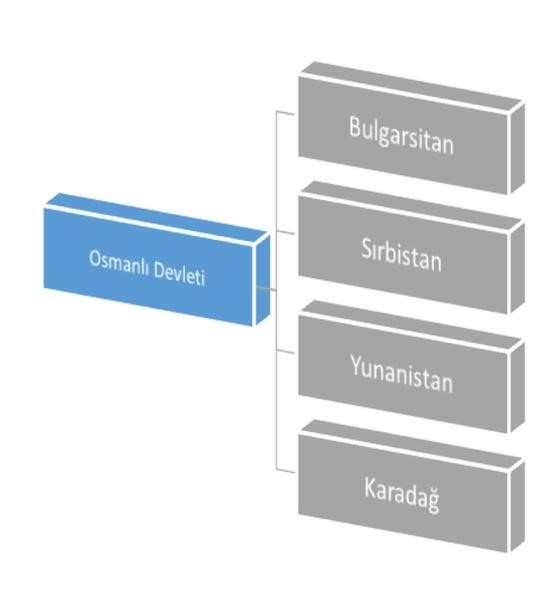 Osmanlı Devleti
Bulgarsitan
Sırbistan
Yunanistan
Karadağ